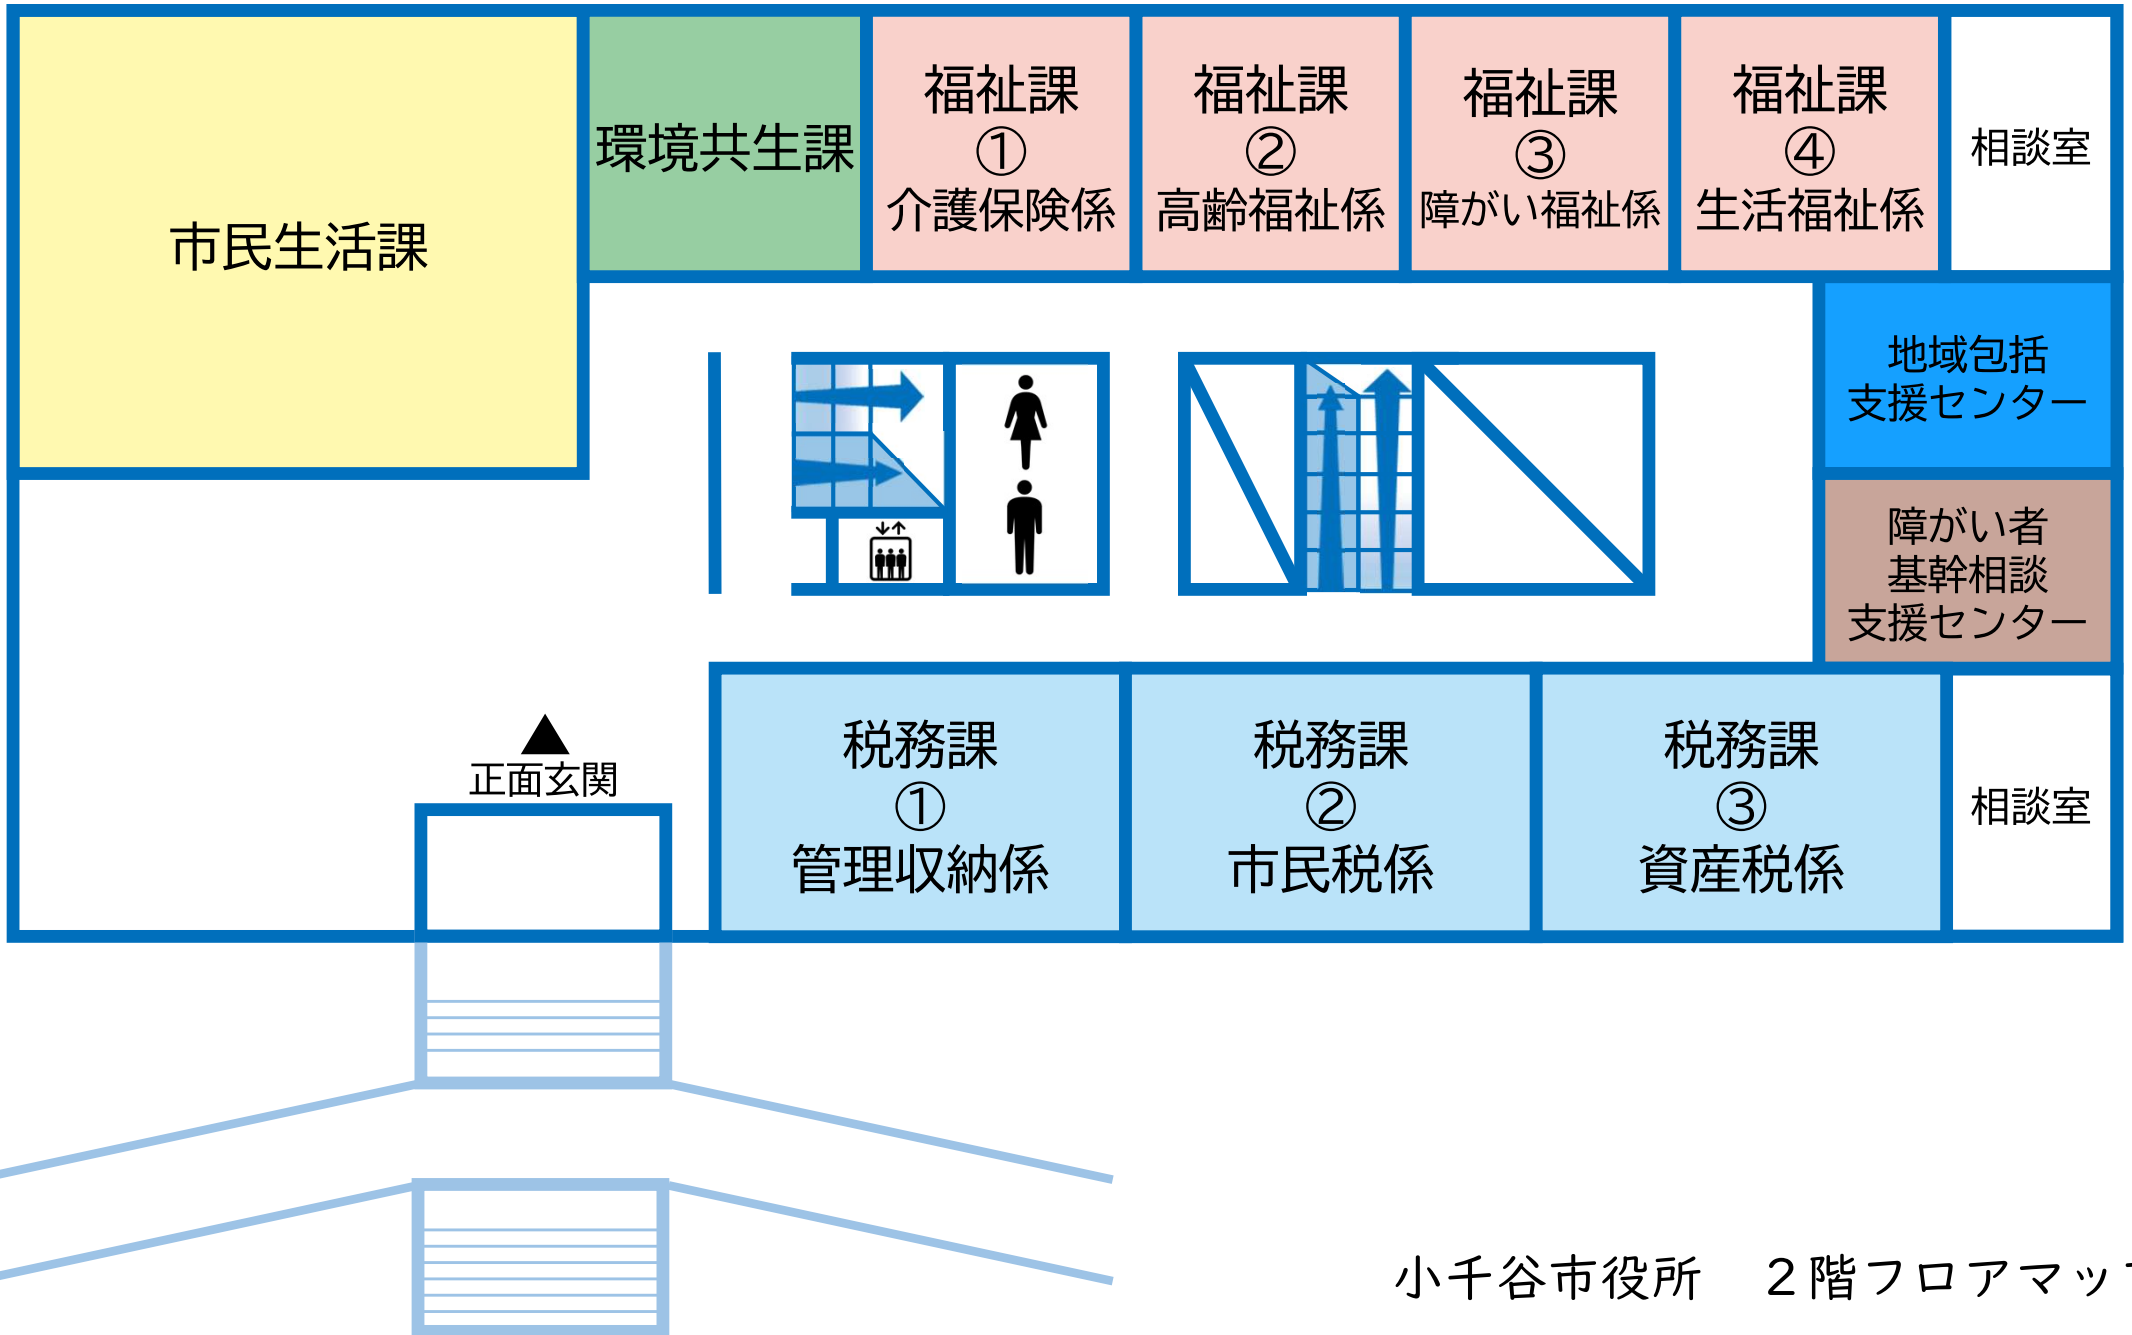 市民生活課
環境共生課
福祉課
①
介護保険係
福祉課
②
高齢福祉係
福祉課
③
障がい福祉係
福祉課
④
生活福祉係
相談室
地域包括
支援センター
障がい者
基幹相談
支援センター
正面玄関
税務課
①
管理収納係
税務課
②
市民税係
税務課
③
資産税係
相談室
小千谷市役所　２階フロアマップ